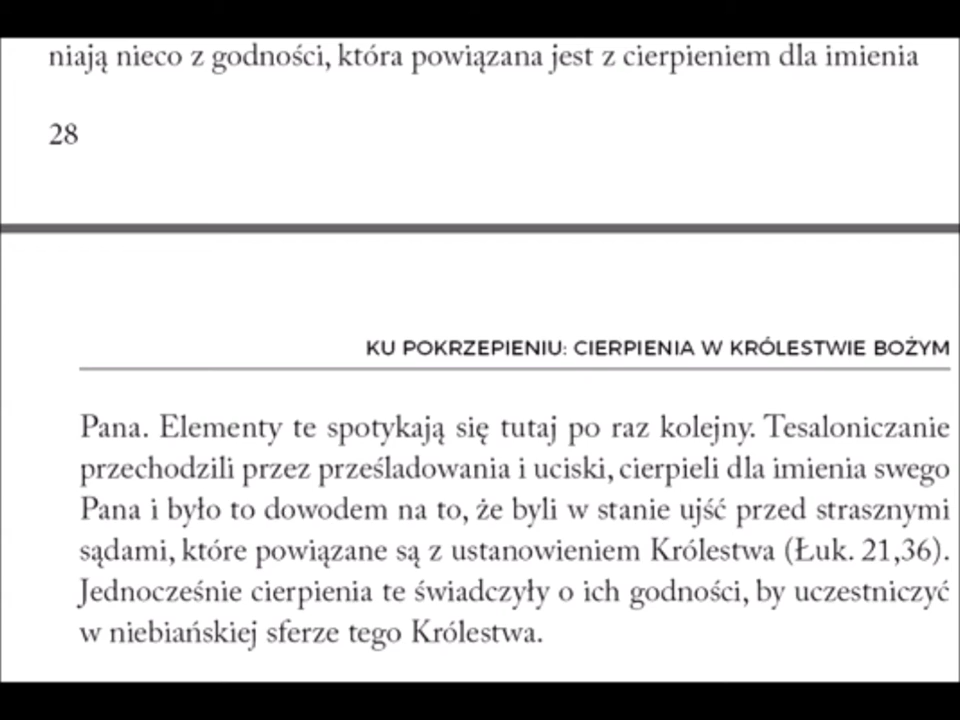 niają nieco z godności, która powiązana jest z cierpieniem dla imienia
28
KU POKRZEPIENIU: CIERPIENIA W KRÓLESTWIE BOŻYM
Pana. Elementy te spotykają się tutaj po raz kolejny. Tesaloniczanie
przechodzili przez prześladowania i uciski, cierpieli dla imienia swego
Pana i było to dowodem na to, że byli w stanie ujść przed strasznymi
sądami, które powiązane są z ustanowieniem Królestwa (Łuk. 21,36).
Jednocześnie cierpienia te świadczyły o ich godności, by uczestniczyć
w niebiańskiej sferze tego Królestwa.